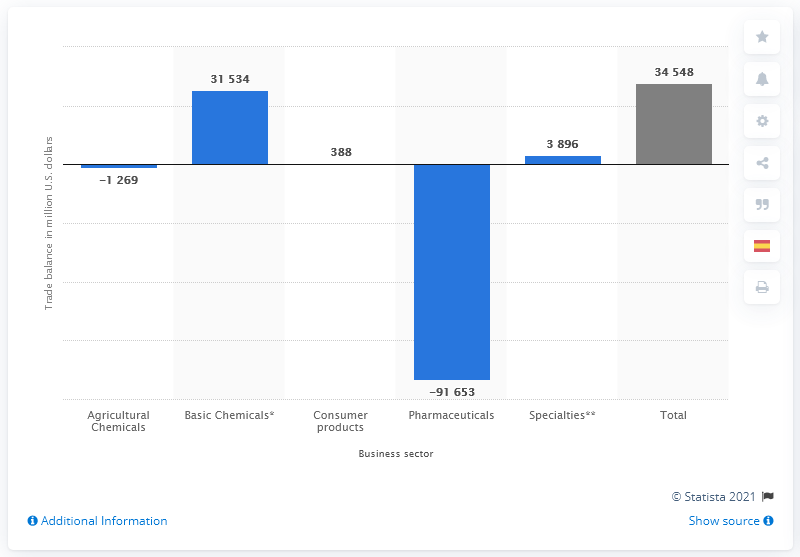 Trade balance in million U.S. dollars
−1 269
31 534
388
−91 653
3 896
34 548
Agricultural
Chemicals
Basic Chemicals*
Consumer
products
Pharmaceuticals
Specialties**
Total
Business sector
© Statista 2021
Additional Information
Show source